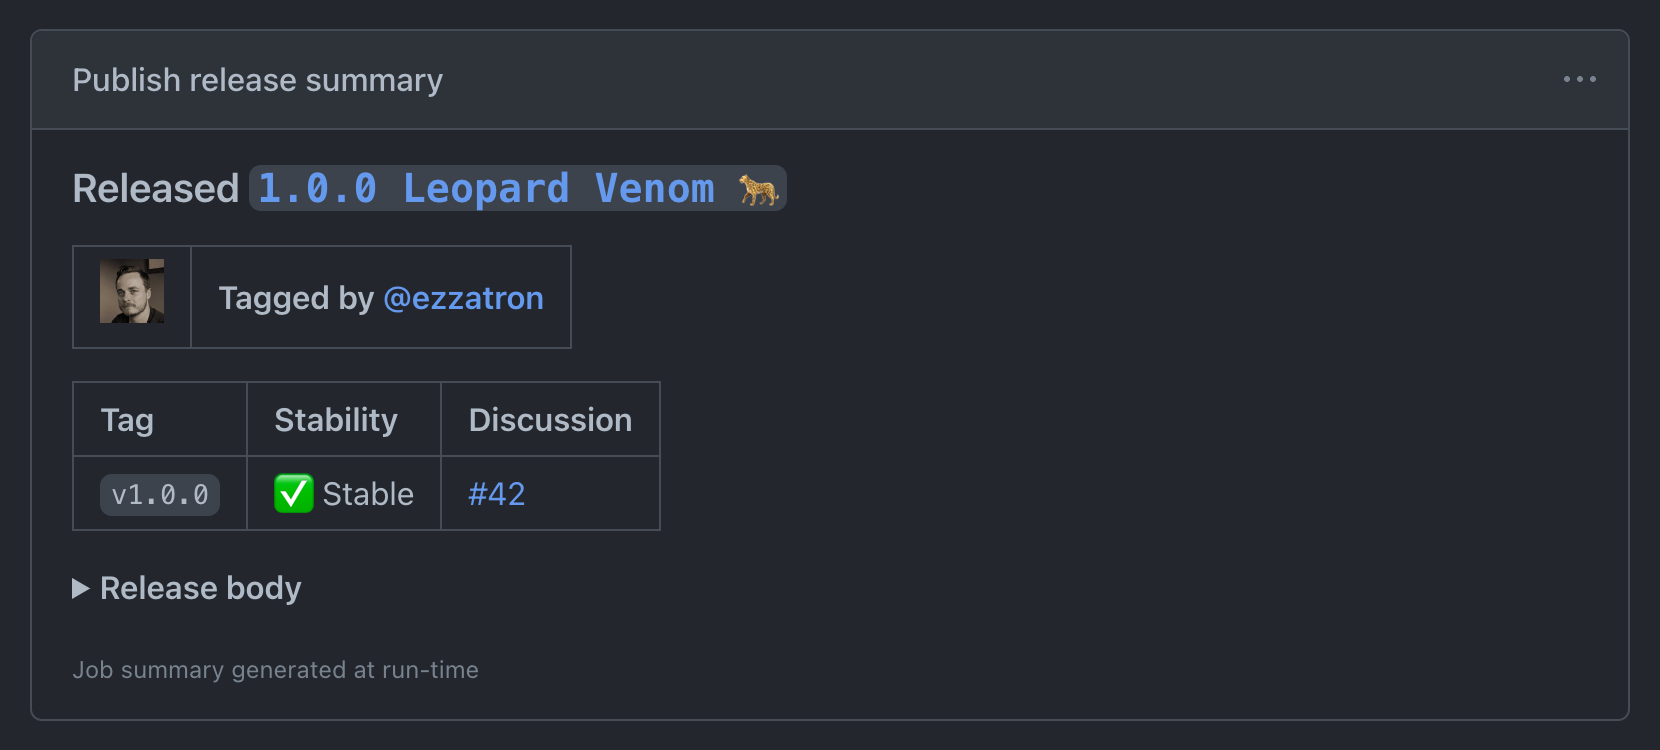 Publish release summary
Released 1.0.0 Leopard Venom 🐆
Tagged by @ezzatron
Tag Stability Discussion
v1.0.0 ✅ Stable #42
Release body
Job summary generated at run-time